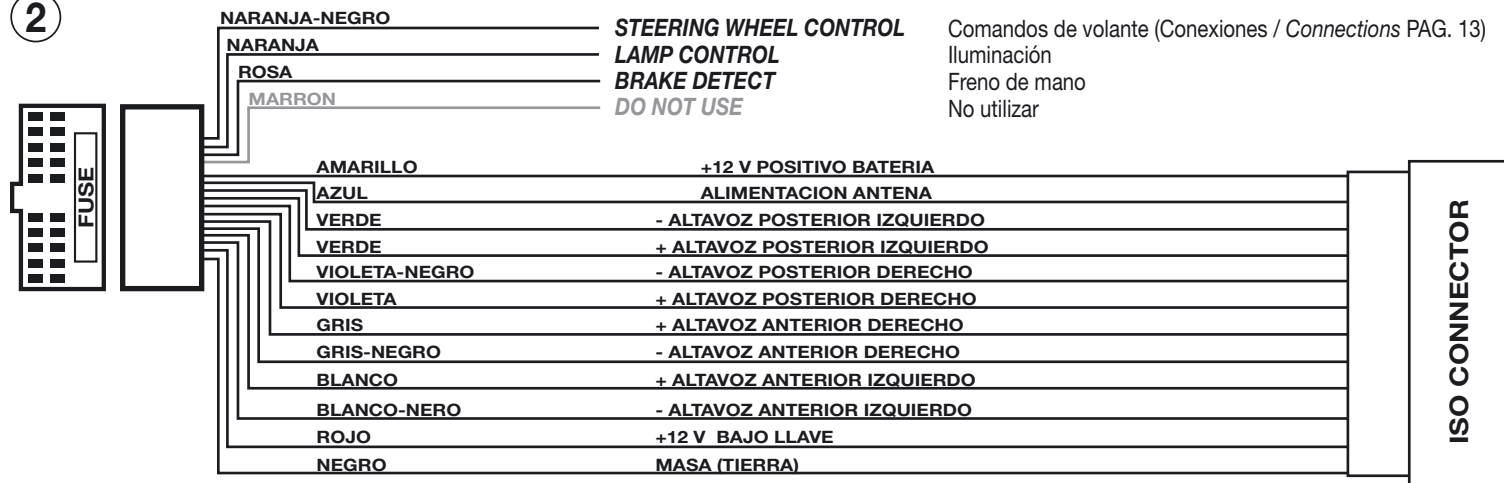 2
NARANJA-NEGRO STEERING WHEEL CONTROL Comandos de volante (Conexiones / Connections PAG. 13)
NARANJA LAMP CONTROL Iluminación
ROSA BRAKE DETECT Freno de mano
MARRON DO NOT USE No utilizar
FUSE
AMARILLO +12 V POSITIVO BATERIA
AZUL ALIMENTACION ANTENA
VERDE - ALTAVOZ POSTERIOR IZQUIERDO
VERDE + ALTAVOZ POSTERIOR IZQUIERDO
VIOLETA-NEGRO - ALTAVOZ POSTERIOR DERECHO
VIOLETA + ALTAVOZ POSTERIOR DERECHO
GRIS + ALTAVOZ ANTERIOR DERECHO
GRIS-NEGRO - ALTAVOZ ANTERIOR DERECHO
BLANCO + ALTAVOZ ANTERIOR IZQUIERDO
BLANCO-NERO - ALTAVOZ ANTERIOR IZQUIERDO
ROJO +12 V BAJO LLAVE
NEGRO MASA (TIERRA)
ISO CONNECTOR